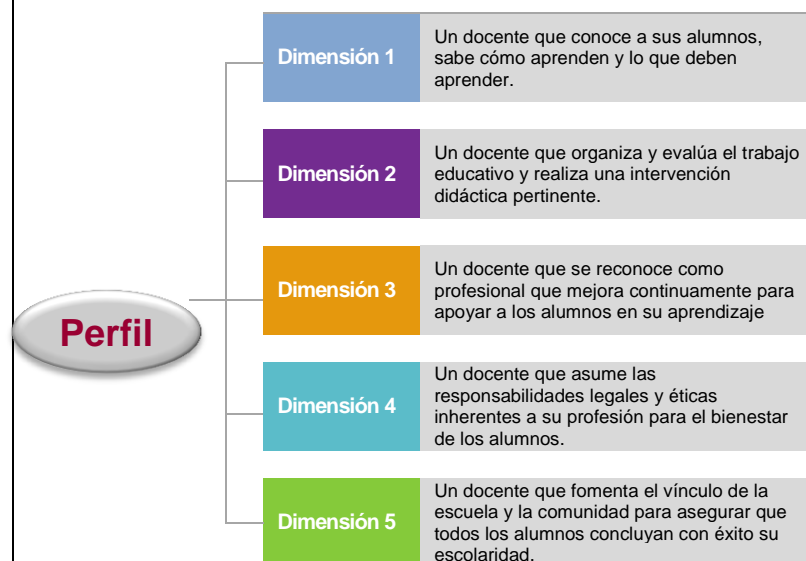 Perfil
Dimensión 1
Un docente que conoce a sus alumnos,
sabe cómo aprenden y lo que deben
aprender.
Dimensión 2
Un docente que organiza y evalúa el trabajo
educativo y realiza una intervención
didáctica pertinente.
Dimensión 3
Un docente que se reconoce como
profesional que mejora continuamente para
apoyar a los alumnos en su aprendizaje
Dimensión 4
Un docente que asume las
responsabilidades legales y éticas
inherentes a su profesión para el bienestar
de los alumnos.
Dimensión 5
Un docente que fomenta el vínculo de la
escuela y la comunidad para asegurar que
todos los alumnos concluyan con éxito su
escolaridad.